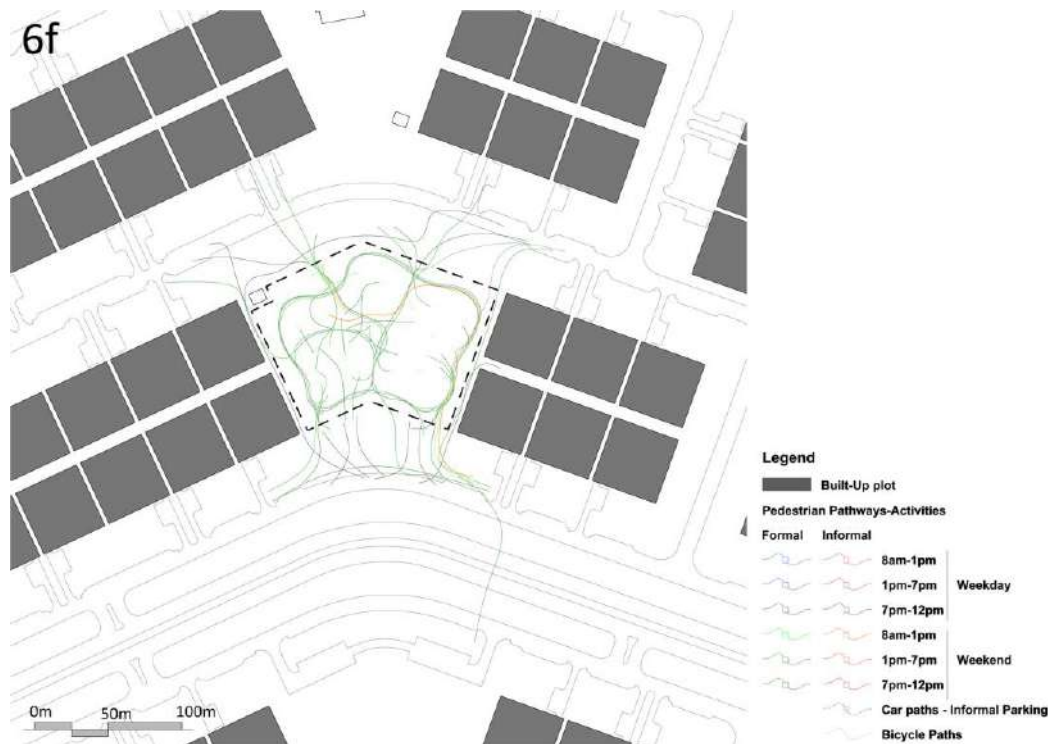 6f
0m 50m 100m
Legend
Built-Up plot
Pedestrian Pathways-Activities
Formal Informal
8am-1pm
1pm-7pm Weekday
7pm-12pm
8am-1pm
1pm-7pm Weekend
7pm-12pm
Car paths - Informal Parking
Bicycle Paths